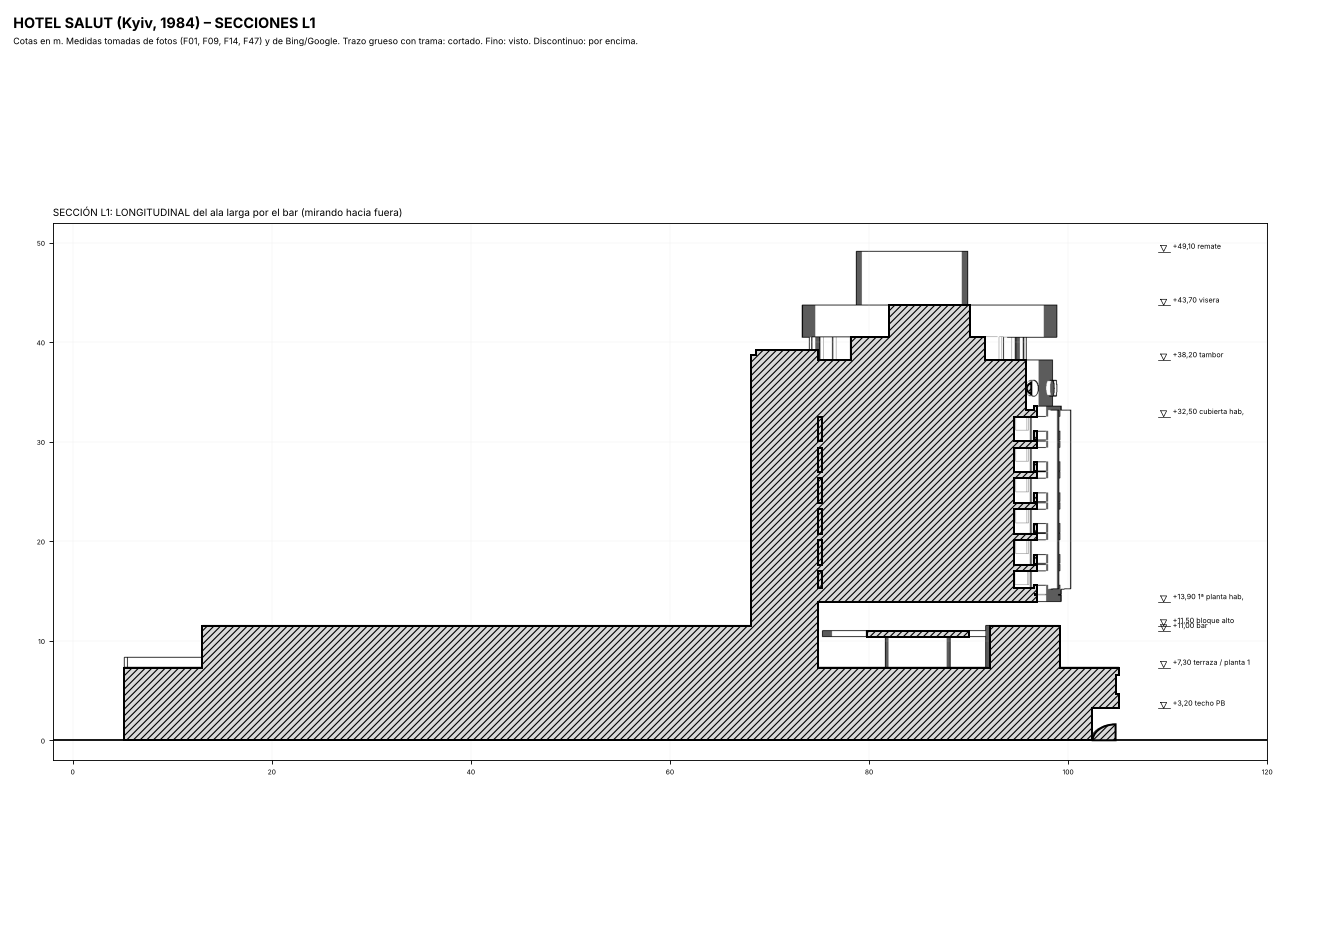 HOTEL SALUT (Kyiv, 1984) – SECCIONES L1
Cotas en m. Medidas tomadas de fotos (F01, F09, F14, F47) y de Bing/Google. Trazo grueso con trama: cortado. Fino: visto. Discontinuo: por encima.
SECCIÓN L1: LONGITUDINAL del ala larga por el bar (mirando hacia fuera)
50
+49,10 remate
+43,70 visera
40
+38,20 tambor
+32,50 cubierta hab,
30
20
+13,90 1ª planta hab,
+11,50 bloque alto
+11,00 bar
10
+7,30 terraza / planta 1
+3,20 techo PB
0
0 20 40 60 80 100 120